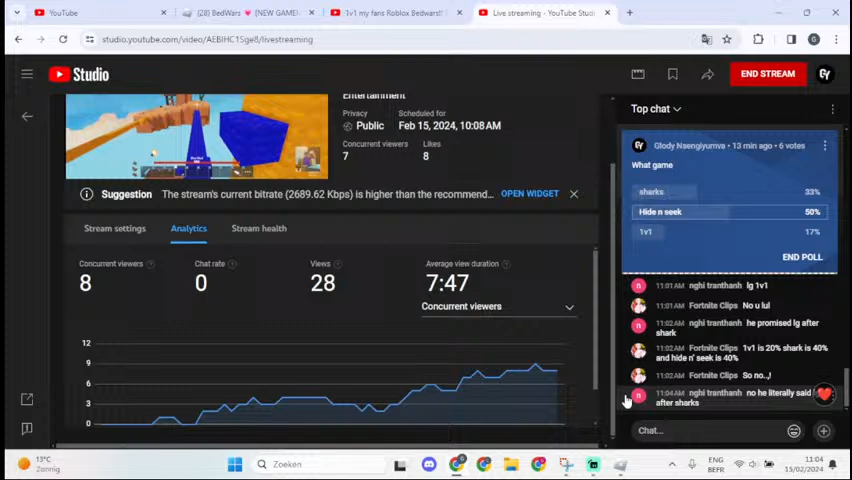 YouTube
(28) BedWars
[NEW GAME!
1v1 my fans Roblox Bedwars!!
Live streaming - YouTube Studio
studio.youtube.com/video/AEBIHC1Sge8/livestreaming
G
Studio
END STREAM
Entertainment
Privacy
Public
Scheduled for
Feb 15, 2024, 10:08 AM
Concurrent viewers
7
Likes
8
Suggestion The stream's current bitrate (2689.62 Kbps) is higher than the recommend... OPEN WIDGET
Stream settings
Analytics
Stream health
Concurrent viewers
8
Chat rate
0
Views
28
Average view duration
7:47
Concurrent viewers
12
9
6
3
0
Top chat
Glody Nsengiyumva • 13 min ago • 6 votes
What game
sharks 33%
Hide n seek 50%
1v1 17%
END POLL
11:01 AM nghi tranthanh lg 1v1
11:01 AM Fortnite Clips No u lul
11:02 AM nghi tranthanh he promised lg after
shark
11:02 AM Fortnite Clips 1v1 is 20% shark is 40%
and hide n' seek is 40%
11:02 AM Fortnite Clips So no..,!
11:04 AM nghi tranthanh no he literally said
after sharks
Chat...
13°C
Zonnig
Zoeken
ENG
BEFR
11:04
15/02/2024